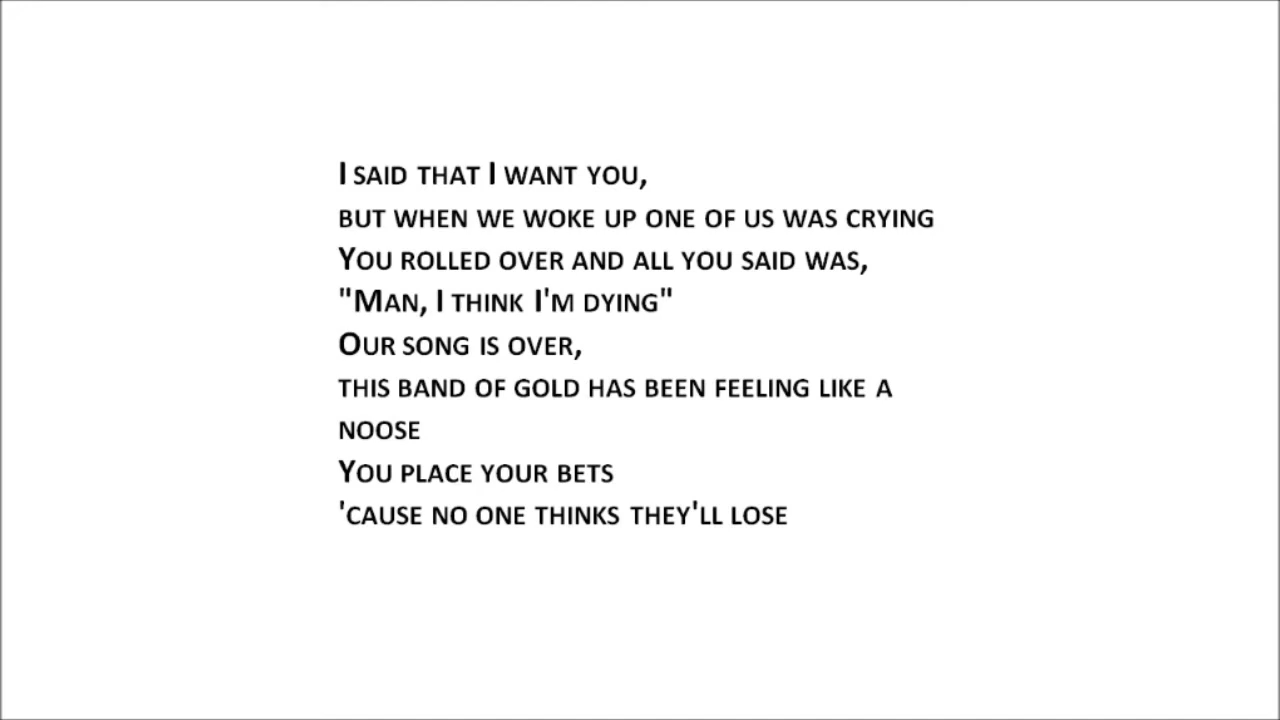 I said that I want you,
but when we woke up one of us was crying
You rolled over and all you said was,
"Man, I think I'm dying"
Our song is over,
this band of gold has been feeling like a
noose
You place your bets
'cause no one thinks they'll lose